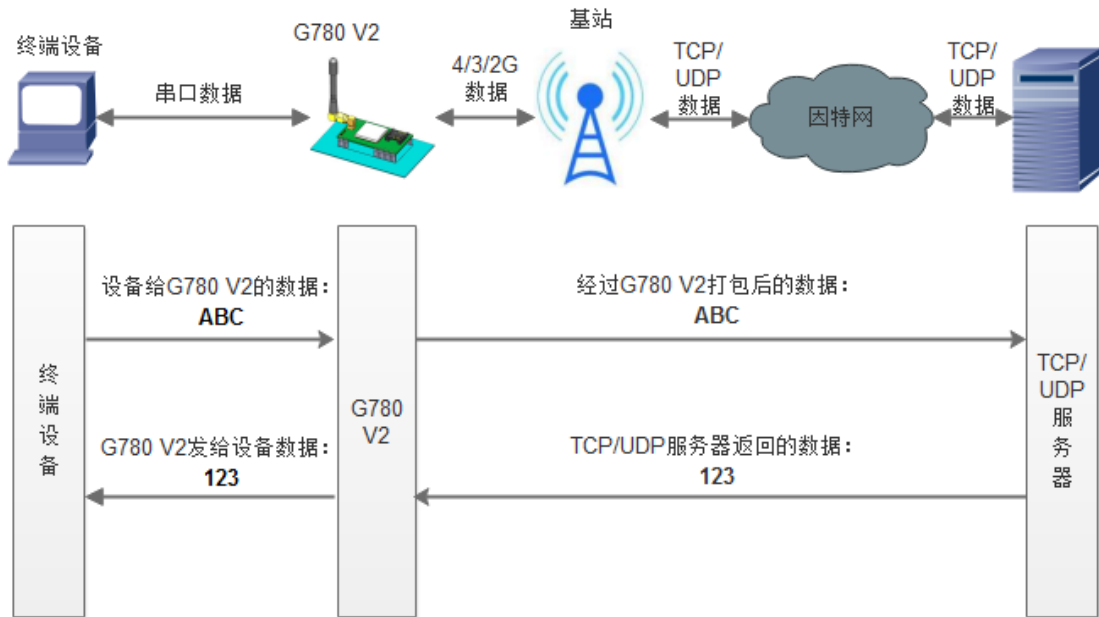 终端设备
G780 V2
基站
串口数据
4/3/2G
数据
TCP/
UDP
数据
因特网
TCP/
UDP
数据
设备给G780 V2的数据：
ABC
经过G780 V2打包后的数据：
ABC
终
端
设
备
G780
V2
TCP/
UDP
服
务
器
G780 V2发给设备数据：
123
TCP/UDP服务器返回的数据：
123